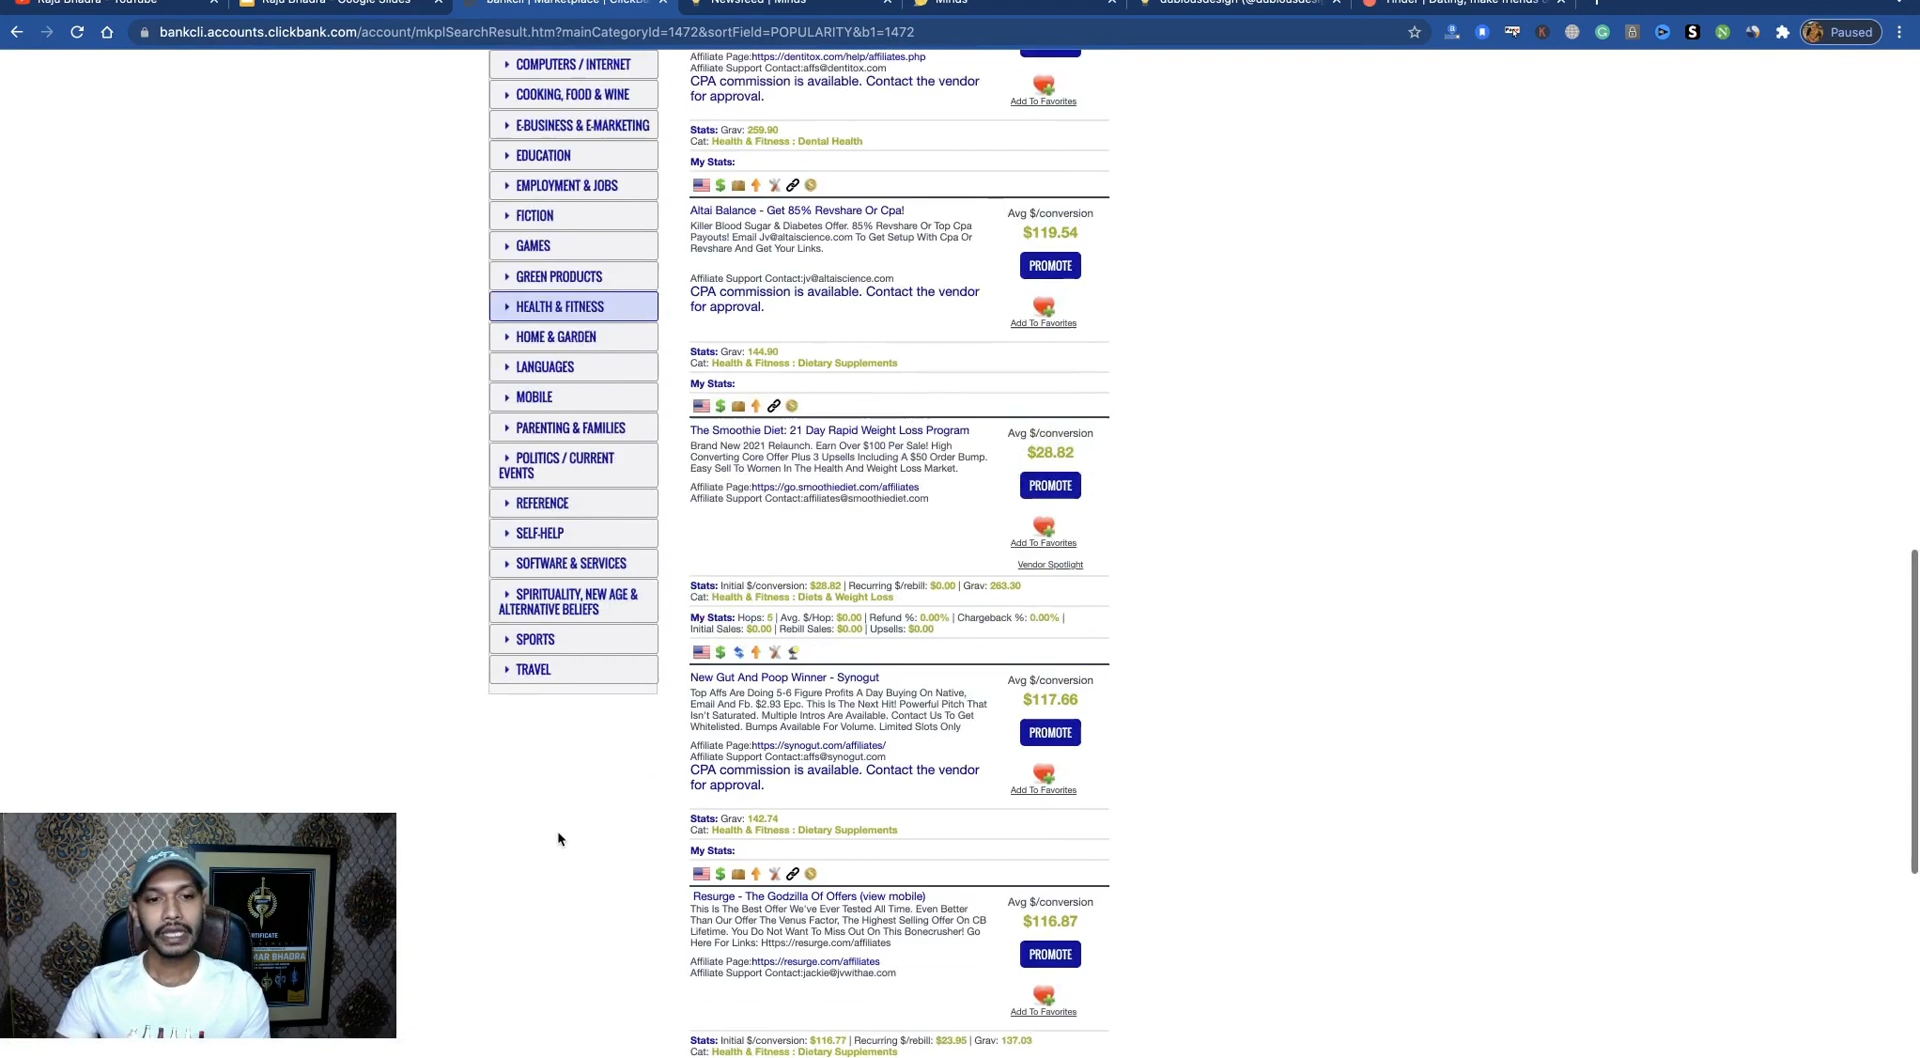 Raju Bhadra - YouTube
Raju Bhadra - Google Slides
bankcli | Marketplace | ClickBan
Newsfeed | Minds
Minds
dubiousdesign (@dubiousdesi
Tinder | Dating, make friends &
bankcli.accounts.clickbank.com/account/mkplSearchResult.htm?mainCategoryId=1472&sortField=POPULARITY&b1=1472
Paused
COMPUTERS / INTERNET
COOKING, FOOD & WINE
E-BUSINESS & E-MARKETING
EDUCATION
EMPLOYMENT & JOBS
FICTION
GAMES
GREEN PRODUCTS
HEALTH & FITNESS
HOME & GARDEN
LANGUAGES
MOBILE
PARENTING & FAMILIES
POLITICS / CURRENT
EVENTS
REFERENCE
SELF-HELP
SOFTWARE & SERVICES
SPIRITUALITY, NEW AGE &
ALTERNATIVE BELIEFS
SPORTS
TRAVEL
Affiliate Page:https://dentitox.com/help/affiliates.php
Affiliate Support Contact:affs@dentitox.com
CPA commission is available. Contact the vendor
for approval.
Add To Favorites
Stats: Grav: 259.90
Cat: Health & Fitness : Dental Health
My Stats:
Altai Balance - Get 85% Revshare Or Cpa!
Killer Blood Sugar & Diabetes Offer. 85% Revshare Or Top Cpa
Payouts! Email Jv@altaiscience.com To Get Setup With Cpa Or
Revshare And Get Your Links.
Affiliate Support Contact:jv@altaiscience.com
CPA commission is available. Contact the vendor
for approval.
Avg $/conversion
$119.54
PROMOTE
Add To Favorites
Stats: Grav: 144.90
Cat: Health & Fitness : Dietary Supplements
My Stats:
The Smoothie Diet: 21 Day Rapid Weight Loss Program
Brand New 2021 Relaunch. Earn Over $100 Per Sale! High
Converting Core Offer Plus 3 Upsells Including A $50 Order Bump.
Easy Sell To Women In The Health And Weight Loss Market.
Affiliate Page:https://go.smoothiediet.com/affiliates
Affiliate Support Contact:affiliates@smoothiediet.com
Avg $/conversion
$28.82
PROMOTE
Add To Favorites
Vendor Spotlight
Stats: Initial $/conversion: $28.82 | Recurring $/rebill: $0.00 | Grav: 263.30
Cat: Health & Fitness : Diets & Weight Loss
My Stats: Hops: 5 | Avg. $/Hop: $0.00 | Refund %: 0.00% | Chargeback %: 0.00% |
Initial Sales: $0.00 | Rebill Sales: $0.00 | Upsells: $0.00
New Gut And Poop Winner - Synogut
Top Affs Are Doing 5-6 Figure Profits A Day Buying On Native,
Email And Fb. $2.93 Epc. This Is The Next Hit! Powerful Pitch That
Isn't Saturated. Multiple Intros Are Available. Contact Us To Get
Whitelisted. Bumps Available For Volume. Limited Slots Only
Affiliate Page:https://synogut.com/affiliates/
Affiliate Support Contact:affs@synogut.com
CPA commission is available. Contact the vendor
for approval.
Avg $/conversion
$117.66
PROMOTE
Add To Favorites
Stats: Grav: 142.74
Cat: Health & Fitness : Dietary Supplements
My Stats:
Resurge - The Godzilla Of Offers (view mobile)
This Is The Best Offer We've Ever Tested All Time. Even Better
Than Our Offer The Venus Factor, The Highest Selling Offer On CB
Lifetime. You Do Not Want To Miss Out On This Bonecrusher! Go
Here For Links: Https://resurge.com/affiliates
Affiliate Page:https://resurge.com/affiliates
Affiliate Support Contact:jackie@jvwithae.com
Avg $/conversion
$116.87
PROMOTE
Add To Favorites
Stats: Initial $/conversion: $116.77 | Recurring $/rebill: $23.95 | Grav: 137.03
Cat: Health & Fitness : Dietary Supplements
CERTIFICATE
MAR BHADRA